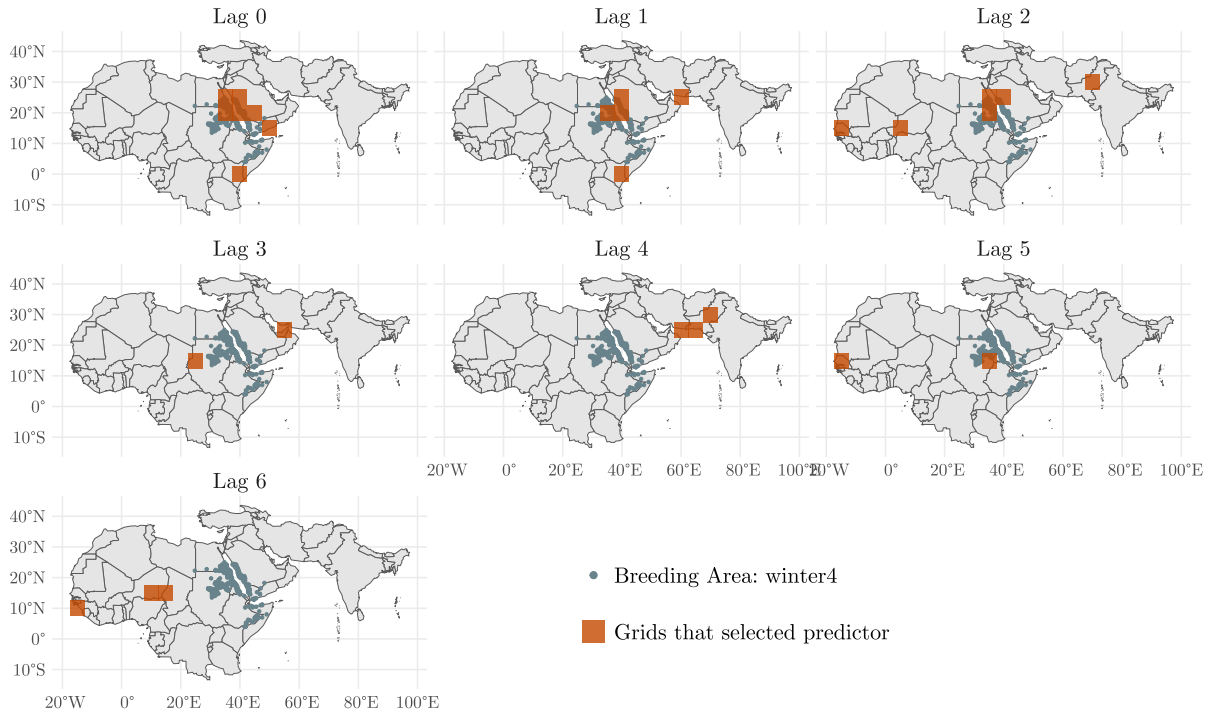 Lag 0
Lag 1
Lag 2
40°N
30°N
20°N
10°N
0°
10°S
Lag 3
Lag 4
Lag 5
40°N
30°N
20°N
10°N
0°
10°S
20°W 0° 20°E 40°E 60°E 80°E 100°E
20°W 0° 20°E 40°E 60°E 80°E 100°E
Lag 6
40°N
30°N
20°N
10°N
0°
10°S
20°W 0° 20°E 40°E 60°E 80°E 100°E
Breeding Area: winter4
Grids that selected predictor